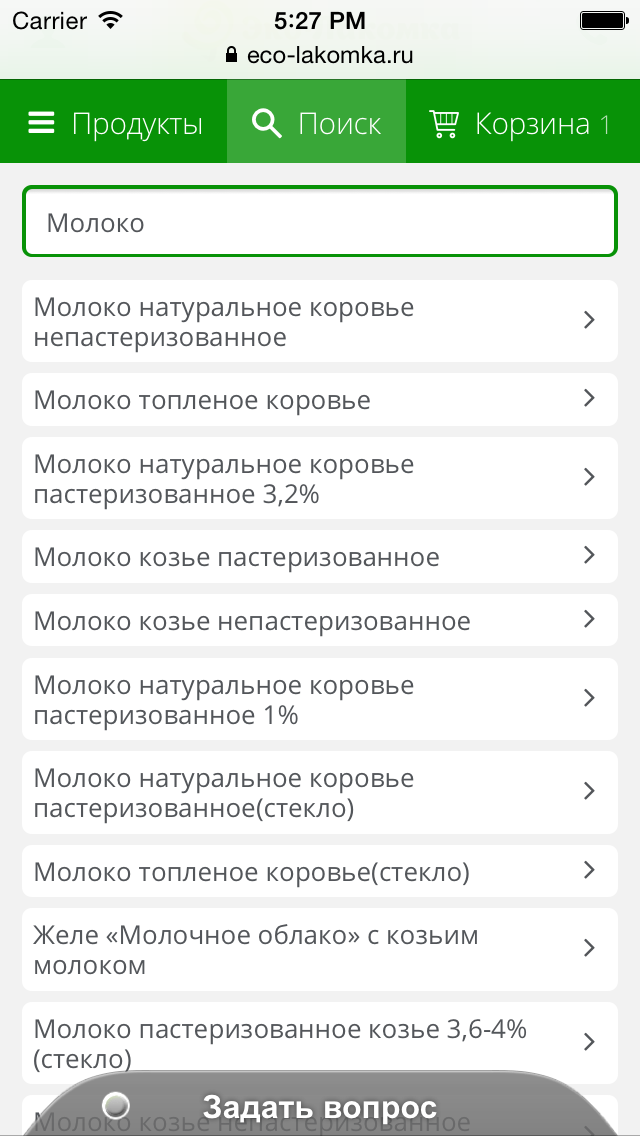 Carrier 5:27 PM
eco-lakomka.ru
Продукты Поиск Корзина 1
Молоко
Молоко натуральное коровье
непастеризованное
Молоко топленое коровье
Молоко натуральное коровье
пастеризованное 3,2%
Молоко козье пастеризованное
Молоко козье непастеризованное
Молоко натуральное коровье
пастеризованное 1%
Молоко натуральное коровье
пастеризованное(стекло)
Молоко топленое коровье(стекло)
Желе «Молочное облако» с козьим
молоком
Молоко пастеризованное козье 3,6-4%
(стекло)
Задать вопрос
Молоко козье непастеризованное